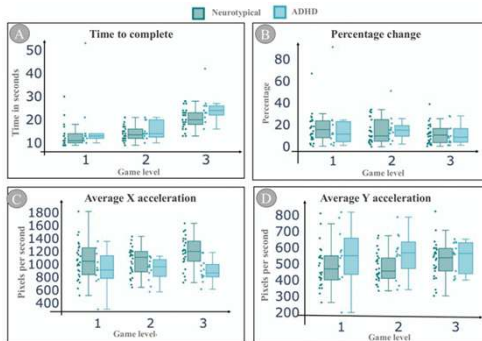 Neurotypical ADHD
A Time to complete
50
40
30
20
10
Time in seconds
1 2 3
Game level
B Percentage change
80
60
40
20
0
Percentage
1 2 3
Game level
C Average X acceleration
1800
1600
1400
1200
1000
800
600
400
Pixels per second
1 2 3
Game level
D Average Y acceleration
800
700
600
500
400
300
200
Pixels per second
1 2 3
Game level